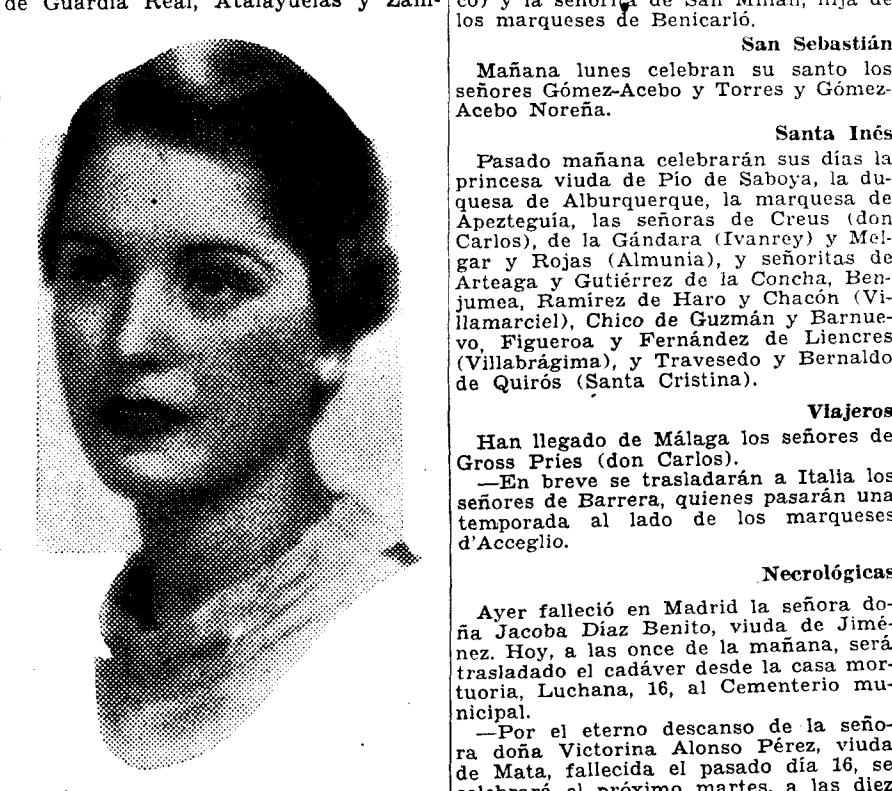 de Guardia Real, Atalayuelas y Zam-
co) y la señorita de San Millán, hija de
los marqueses de Benicarló.
San Sebastián
Mañana lunes celebran su santo los
señores Gómez-Acebo y Torres y Gómez-
Acebo Noreña.
Santa Inés
Pasado mañana celebrarán sus días la
princesa viuda de Pío de Saboya, la du-
quesa de Alburquerque, la marquesa de
Apezteguía, las señoras de Creus (don
Carlos), de la Gándara (Ivanrey) y Mel-
gar y Rojas (Almunia), y señoritas de
Arteaga y Gutiérrez de la Concha, Ben-
jumea, Ramírez de Haro y Chacón (Vi-
llamarciel), Chico de Guzmán y Barnue-
vo, Figueroa y Fernández de Liencres
(Villabrágima), y Travesedo y Bernaldo
de Quirós (Santa Cristina).
Viajeros
Han llegado de Málaga los señores de
Gross Pries (don Carlos).
—En breve se trasladarán a Italia los
señores de Barrera, quienes pasarán una
temporada al lado de los marqueses
d'Acceglio.
Necrológicas
Ayer falleció en Madrid la señora do-
ña Jacoba Díaz Benito, viuda de Jimé-
nez. Hoy, a las once de la mañana, será
trasladado el cadáver desde la casa mor-
tuoria, Luchana, 16, al Cementerio mu-
nicipal.
—Por el eterno descanso de la seño-
ra doña Victorina Alonso Pérez, viuda
de Mata, fallecida el pasado día 16, se
celebrará el próximo martes, a las diez